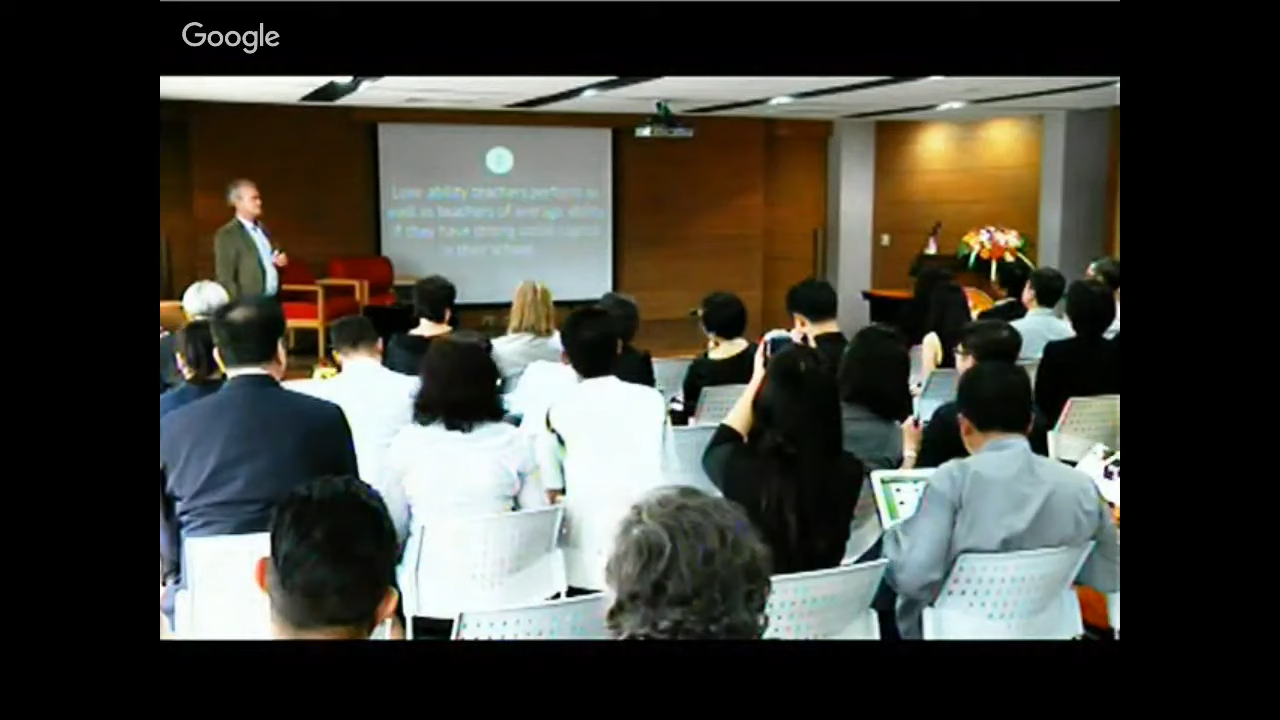 Google
Low ability teachers perform as
well as teachers of average ability
if they have strong social capital
in their school